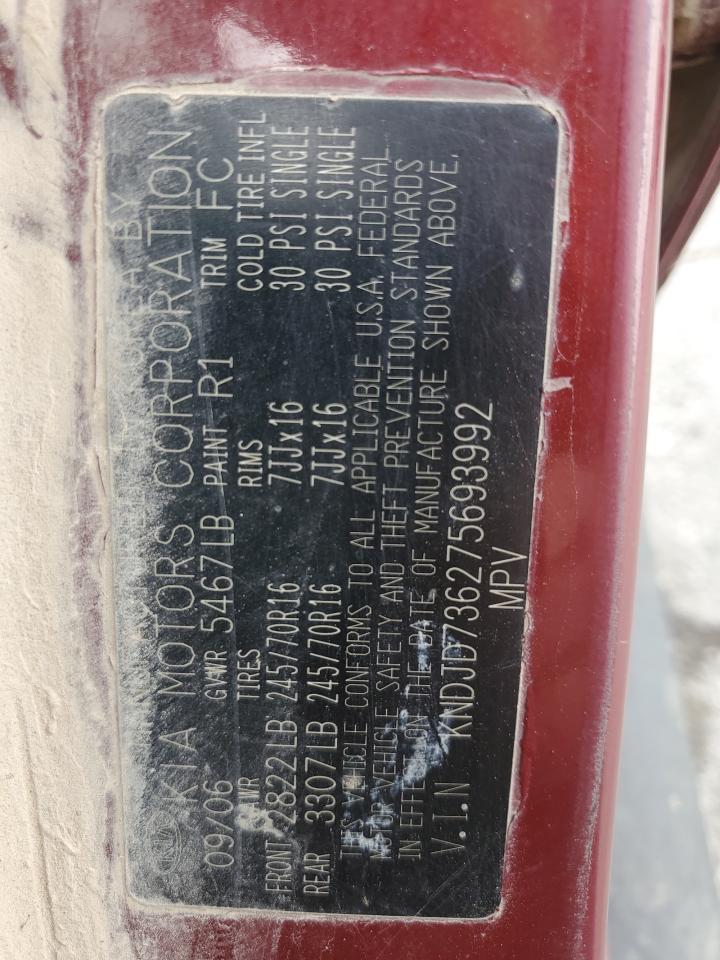 BY
KIA MOTORS CORPORATION
09/06 GVWR 5467LB PAINT R1 TRIM FC
TIRES RIMS COLD TIRE INFL
FRONT 2822LB 245/70R16 7JJx16 30 PSI SINGLE
REAR 3307LB 245/70R16 7JJx16 30 PSI SINGLE
THIS VEHICLE CONFORMS TO ALL APPLICABLE U.S.A. FEDERAL
MOTOR VEHICLE SAFETY AND THEFT PREVENTION STANDARDS
IN EFFECT ON THE DATE OF MANUFACTURE SHOWN ABOVE.
V.I.N KNDJD736275693992
MPV